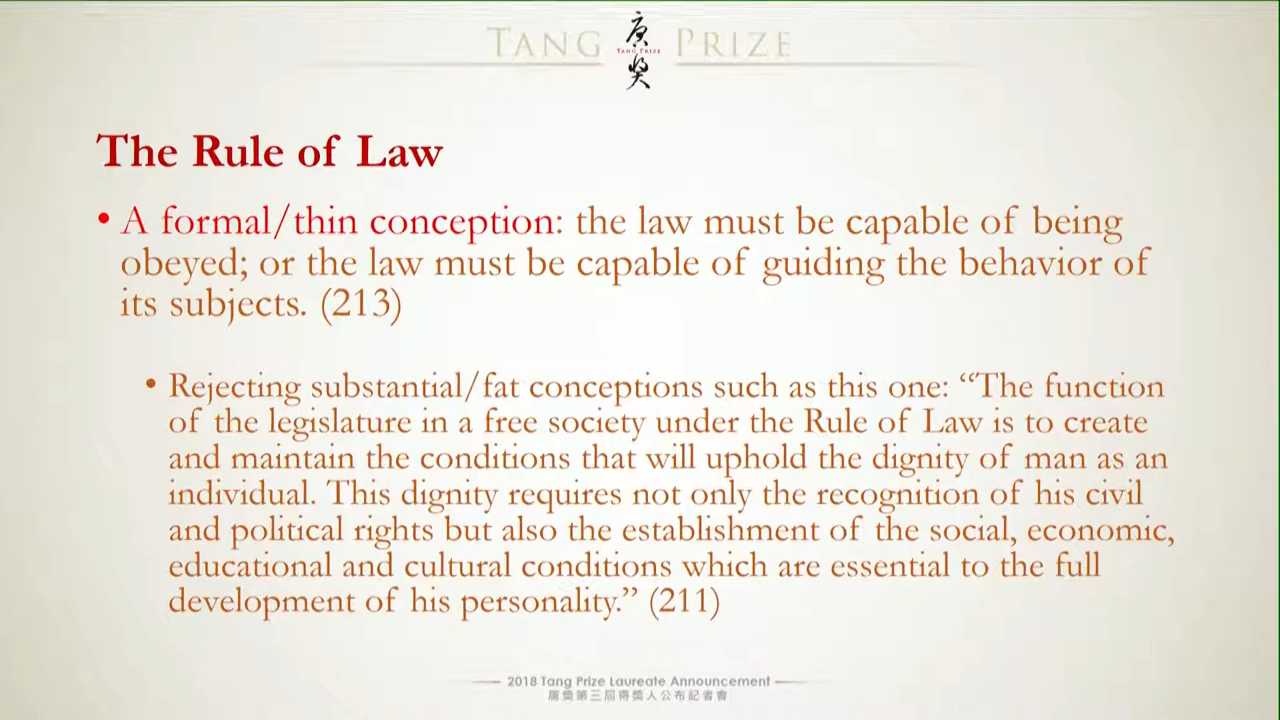 TANG PRIZE
唐
TANG PRIZE
獎
The Rule of Law
• A formal/thin conception: the law must be capable of being
obeyed; or the law must be capable of guiding the behavior of
its subjects. (213)
• Rejecting substantial/fat conceptions such as this one: “The function
of the legislature in a free society under the Rule of Law is to create
and maintain the conditions that will uphold the dignity of man as an
individual. This dignity requires not only the recognition of his civil
and political rights but also the establishment of the social, economic,
educational and cultural conditions which are essential to the full
development of his personality.” (211)
2018 Tang Prize Laureate Announcement
唐獎第三屆得獎人公布記者會